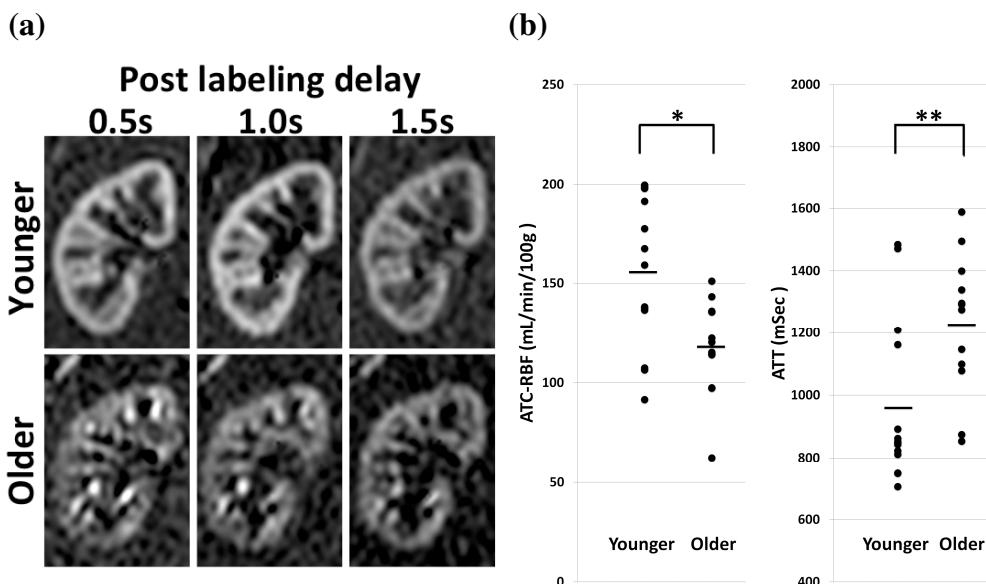 (a)
Post labeling delay
0.5s 1.0s 1.5s
Younger
Older
(b)
ATC-RBF (mL/min/100g )
250
200
150
100
50
0
*
Younger Older
ATT (mSec)
2000
1800
1600
1400
1200
1000
800
600
400
**
Younger Older